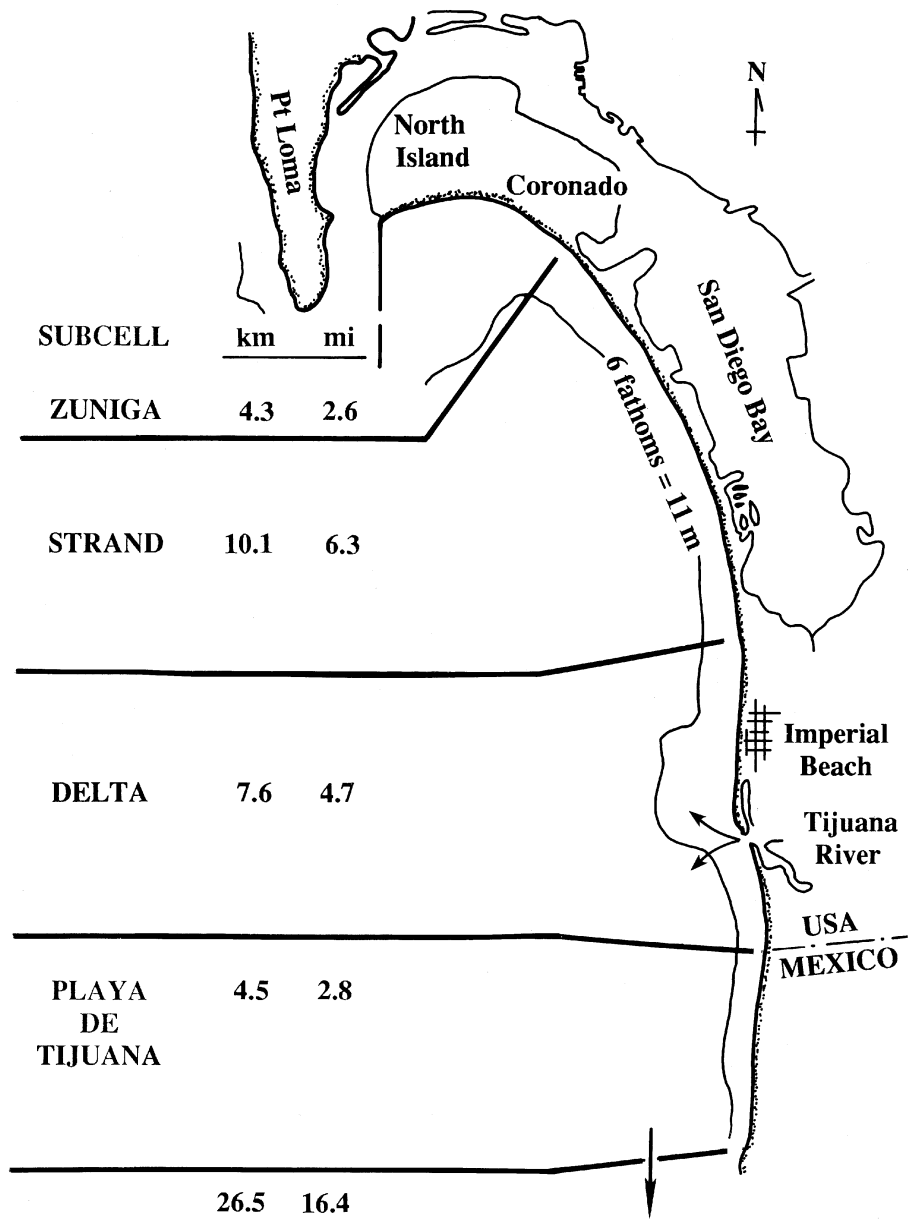 N
Pt Loma
North
Island
Coronado
San Diego Bay
SUBCELL km mi
6 fathoms = 11 m
ZUNIGA 4.3 2.6
STRAND 10.1 6.3
Imperial
Beach
DELTA 7.6 4.7
Tijuana
River
USA
MEXICO
PLAYA 4.5 2.8
DE
TIJUANA
26.5 16.4